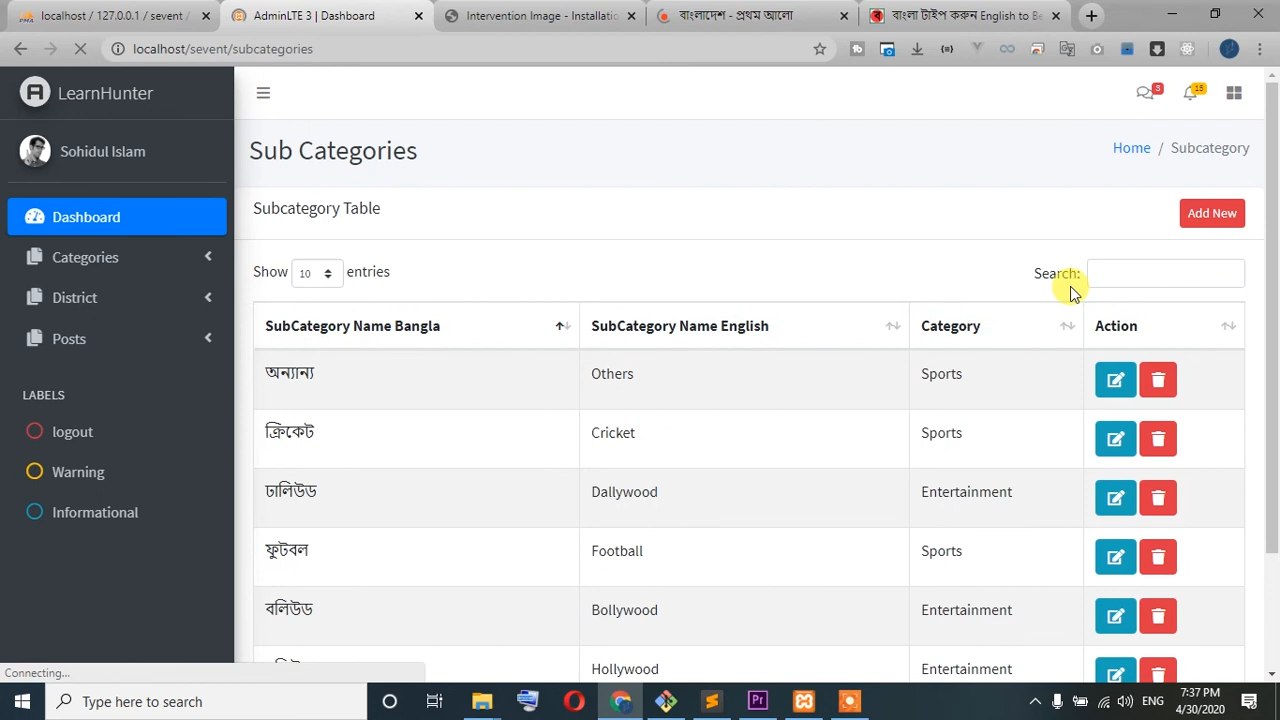 localhost / 127.0.0.1 / sevent /
AdminLTE 3 | Dashboard
Intervention Image - Installatio
বাংলাদেশ - প্রথম আলো
বাংলা টাইপ করুন English to Be
localhost/sevent/subcategories
LearnHunter
3
15
Sohidul Islam
Sub Categories
Home / Subcategory
Dashboard
Subcategory Table
Add New
Categories
Show 10 entries
Search:
District
SubCategory Name Bangla
SubCategory Name English
Category
Action
Posts
অন্যান্য
Others
Sports
LABELS
logout
ক্রিকেট
Cricket
Sports
Warning
ঢালিউড
Dallywood
Entertainment
Informational
ফুটবল
Football
Sports
বলিউড
Bollywood
Entertainment
Hollywood
Entertainment
Connecting...
Type here to search
ENG
7:37 PM
4/30/2020